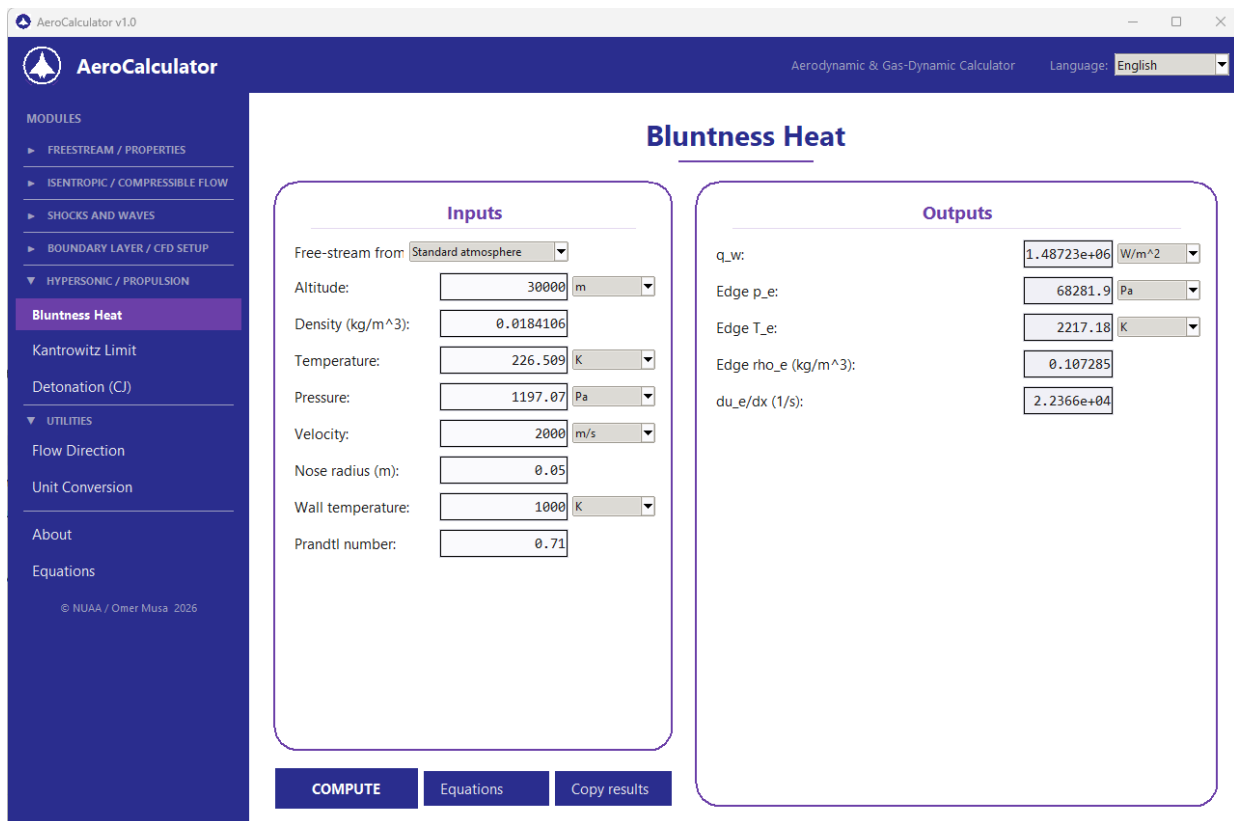 AeroCalculator v1.0
AeroCalculator
Aerodynamic & Gas-Dynamic Calculator
Language: English
MODULES
► FREESTREAM / PROPERTIES
► ISENTROPIC / COMPRESSIBLE FLOW
► SHOCKS AND WAVES
► BOUNDARY LAYER / CFD SETUP
▼ HYPERSONIC / PROPULSION
Bluntness Heat
Kantrowitz Limit
Detonation (CJ)
▼ UTILITIES
Flow Direction
Unit Conversion
About
Equations
© NUAA / Omer Musa 2026
Bluntness Heat
Inputs
Free-stream from Standard atmosphere
Altitude: 30000 m
Density (kg/m^3): 0.0184106
Temperature: 226.509 K
Pressure: 1197.07 Pa
Velocity: 2000 m/s
Nose radius (m): 0.05
Wall temperature: 1000 K
Prandtl number: 0.71
COMPUTE
Equations
Copy results
Outputs
q_w: 1.48723e+06 W/m^2
Edge p_e: 68281.9 Pa
Edge T_e: 2217.18 K
Edge rho_e (kg/m^3): 0.107285
du_e/dx (1/s): 2.2366e+04